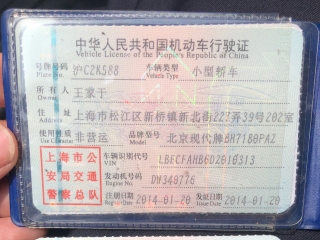 中华人民共和国机动车行驶证
Vehicle License of the People's Republic of China
号牌号码 沪C2K588 车辆类型 小型轿车
Plate No. Vehicle Type
所有人 王家干
Owner
住址 上海市松江区新桥镇新北街227弄39号202室
Address
使用性质 非营运 品牌型号 北京现代牌BH7180PAZ
Use Character Model
上海市公安局交通警察总队
车辆识别代号 LBECFAHB6DZ010313
VIN
发动机号码 DW340776
Engine No.
注册日期 2014-01-20 发证日期 2014-01-20
Register Date Issue Date